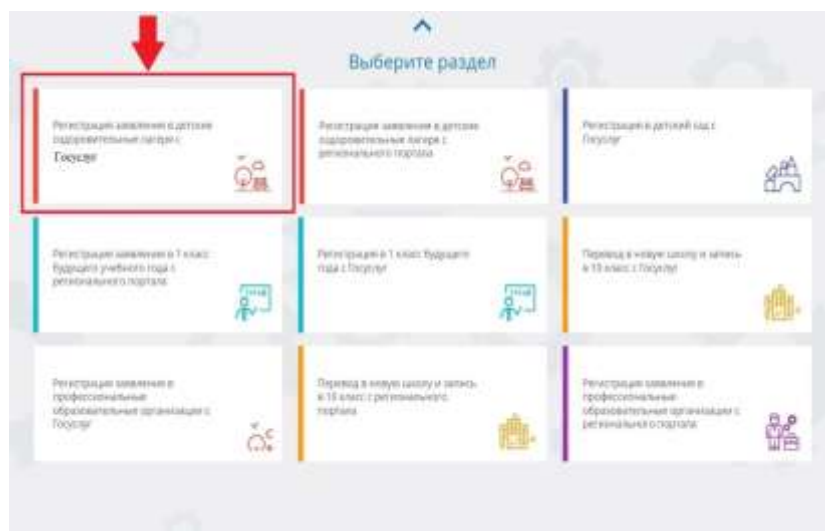 Выберите раздел
Регистрация заявления в детские
оздоровительные лагеря с
Госуслуг
Регистрация заявления в детские
оздоровительные лагеря с
регионального портала
Регистрация в детский сад с
Госуслуг
Регистрация заявления в 1 класс
будущего учебного года с
регионального портала
Регистрация в 1 класс будущего
года с Госуслуг
Перевод в новую школу и запись
в 10 класс с Госуслуг
Регистрация заявления в
профессиональные
образовательные организации с
Госуслуг
Перевод в новую школу и запись
в 10 класс с регионального
портала
Регистрация заявления в
профессиональные
образовательные организации с
регионального портала